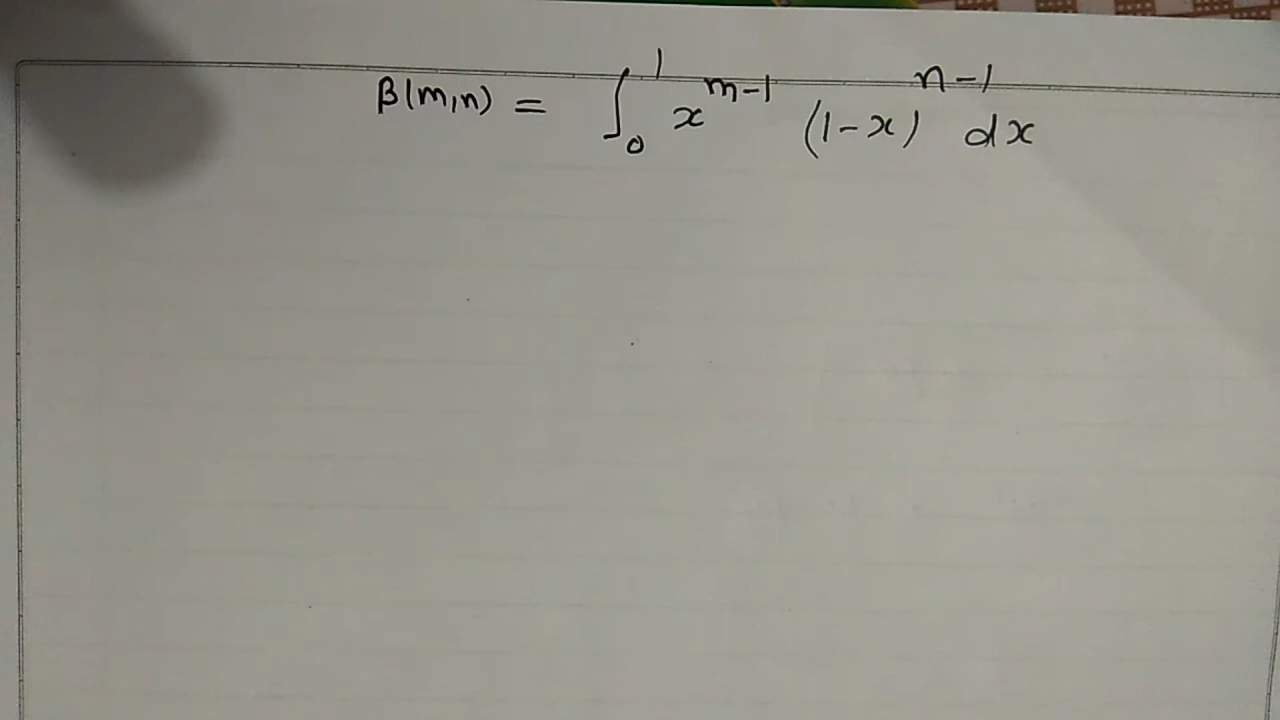 β(m,n) = ∫₀¹ x^{m-1} (1-x)^{n-1} dx